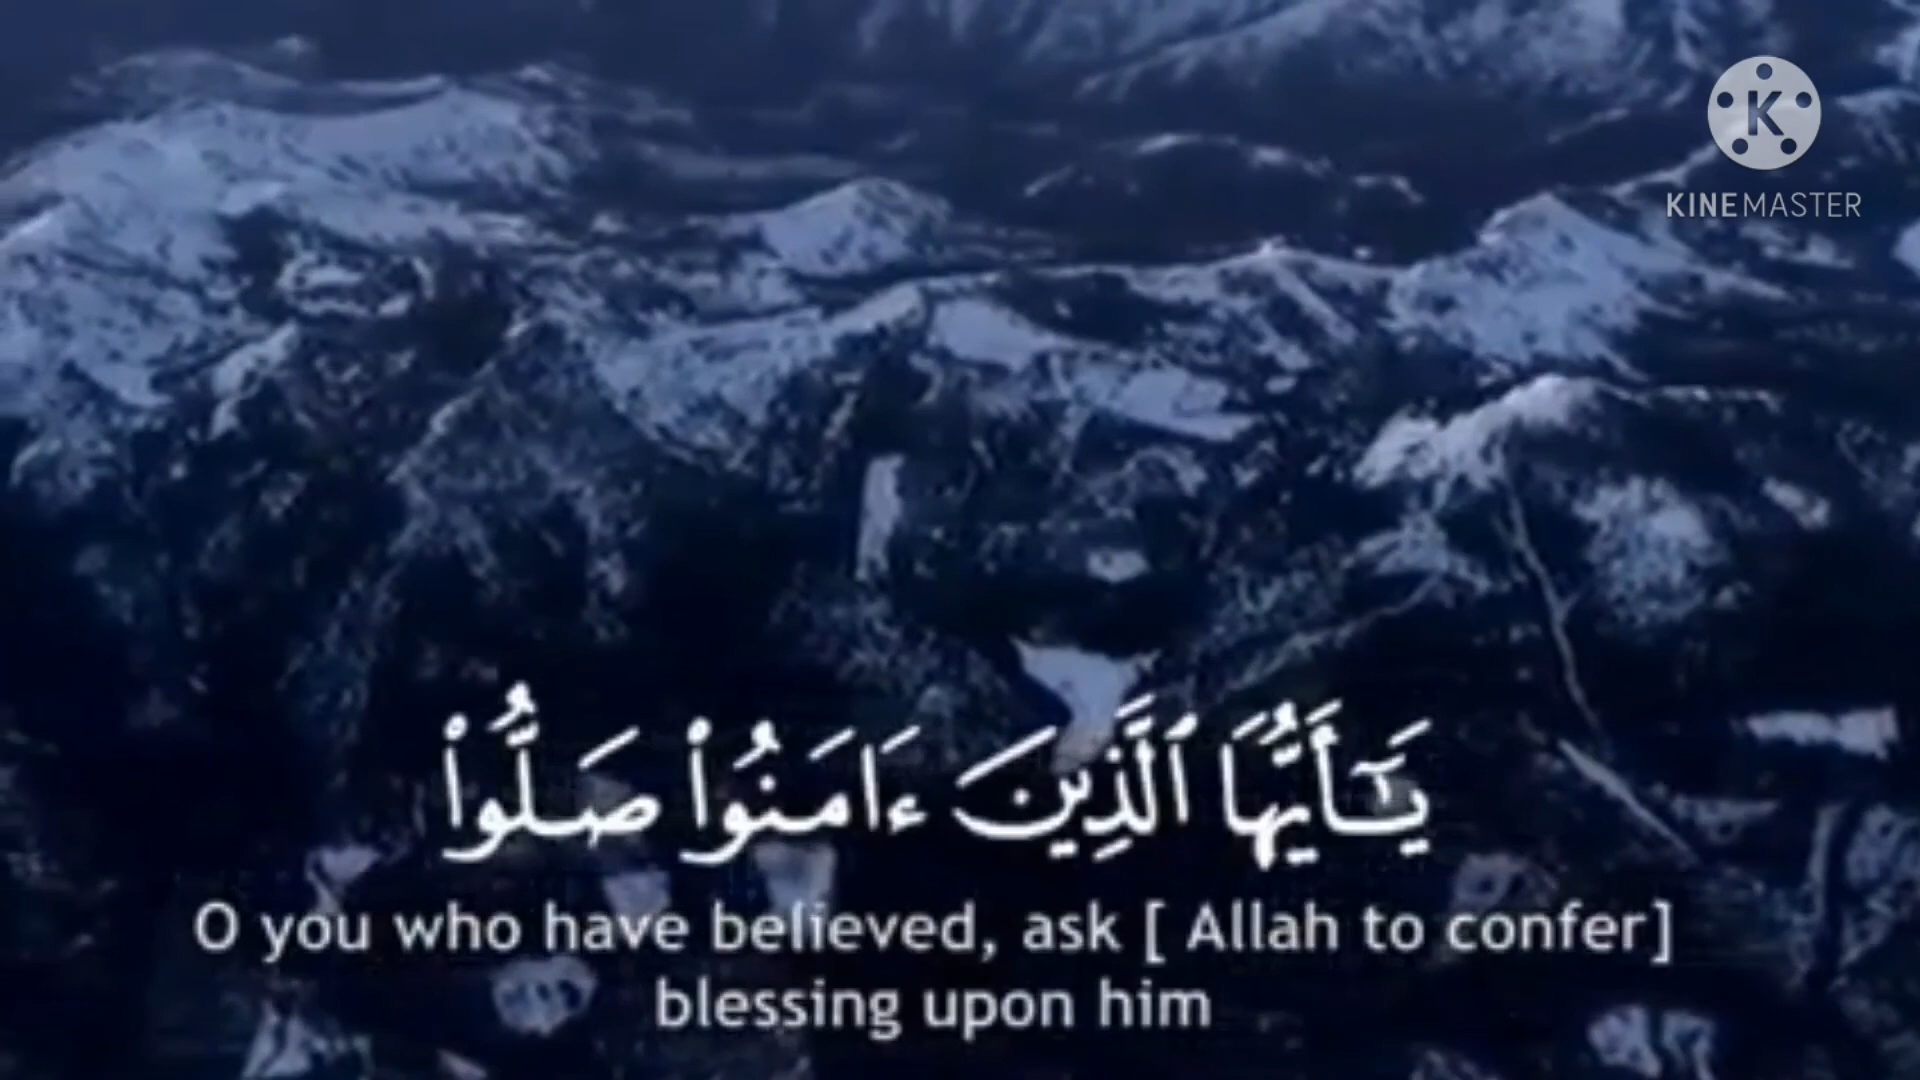 K
KINEMASTER
يَـٰٓأَيُّهَا ٱلَّذِينَ ءَامَنُوا۟ صَلُّوا۟
O you who have believed, ask [ Allah to confer]
blessing upon him